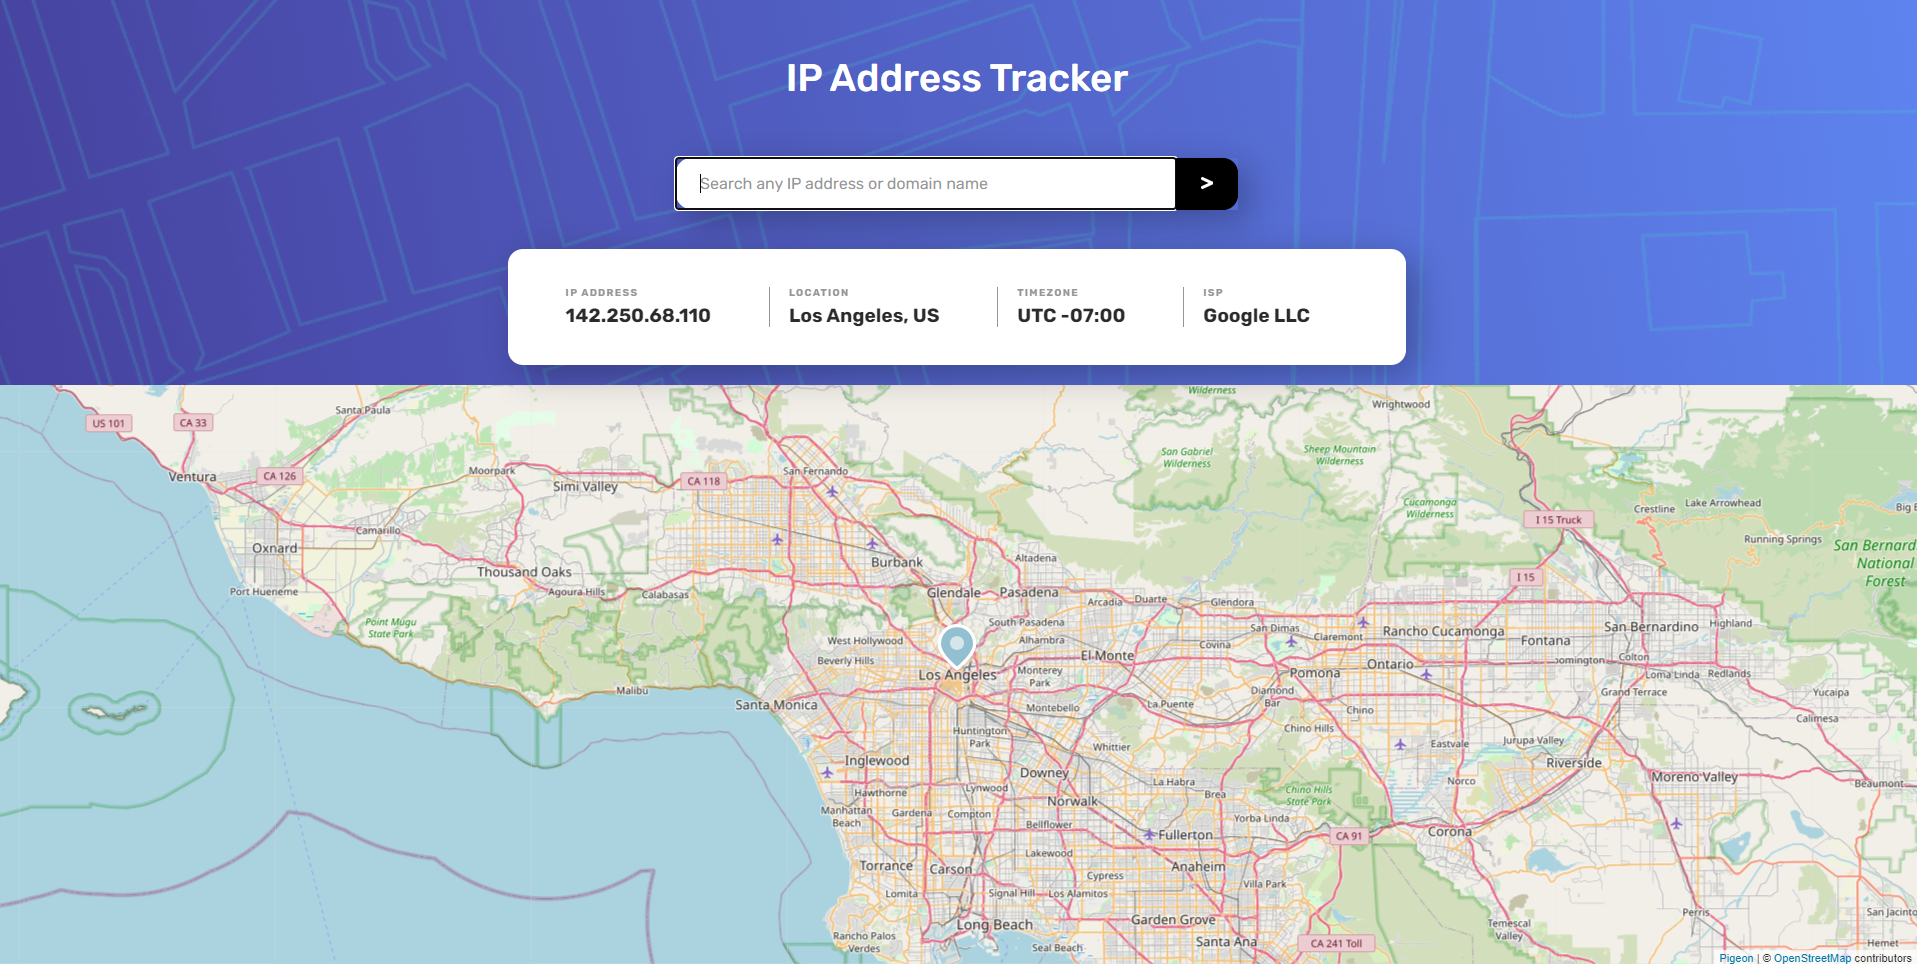 IP Address Tracker
Search any IP address or domain name
>
IP ADDRESS
142.250.68.110
LOCATION
Los Angeles, US
TIMEZONE
UTC -07:00
ISP
Google LLC
Wilderness
Wrightwood
Santa Paula
US 101
CA 33
San Gabriel
Wilderness
Sheep Mountain
Wilderness
Ventura
CA 126
Moorpark
Simi Valley
CA 118
San Fernando
Cucamonga
Wilderness
Lake Arrowhead
Crestline
Big B
I 15 Truck
Camarillo
Oxnard
Running Springs
San Bernard
National
Forest
Altadena
Burbank
Thousand Oaks
I 15
Port Hueneme
Agoura Hills
Calabasas
Glendale
Pasadena
Arcadia
Duarte
Glendora
Point Mugu
State Park
South Pasadena
San Dimas
Claremont
Rancho Cucamonga
Fontana
San Bernardino
Highland
West Hollywood
Alhambra
Covina
El Monte
Beverly Hills
Ontario
oomington
Colton
Los Angeles
Monterey
Park
Pomona
Loma Linda
Redlands
Malibu
Diamond
Bar
Grand Terrace
Yucaipa
Santa Monica
Montebello
La Puente
Chino
Calimesa
Huntington
Park
Chino Hills
Whittier
Eastvale
Jurupa Valley
Inglewood
Riverside
Downey
Moreno Valley
La Habra
Norco
Beaumont
Hawthorne
Lynwood
Brea
Chino Hills
State Park
Norwalk
Manhattan
Beach
Gardena
Compton
Yorba Linda
Bellflower
Fullerton
CA 91
Corona
Lakewood
Torrance
Carson
Anaheim
Cypress
Villa Park
Lomita
Signal Hill
Los Alamitos
Perris
San Jacinto
Garden Grove
Long Beach
Temescal
Valley
Rancho Palos
Verdes
Seal Beach
Santa Ana
CA 241 Toll
Hemet
Pigeon | © OpenStreetMap contributors